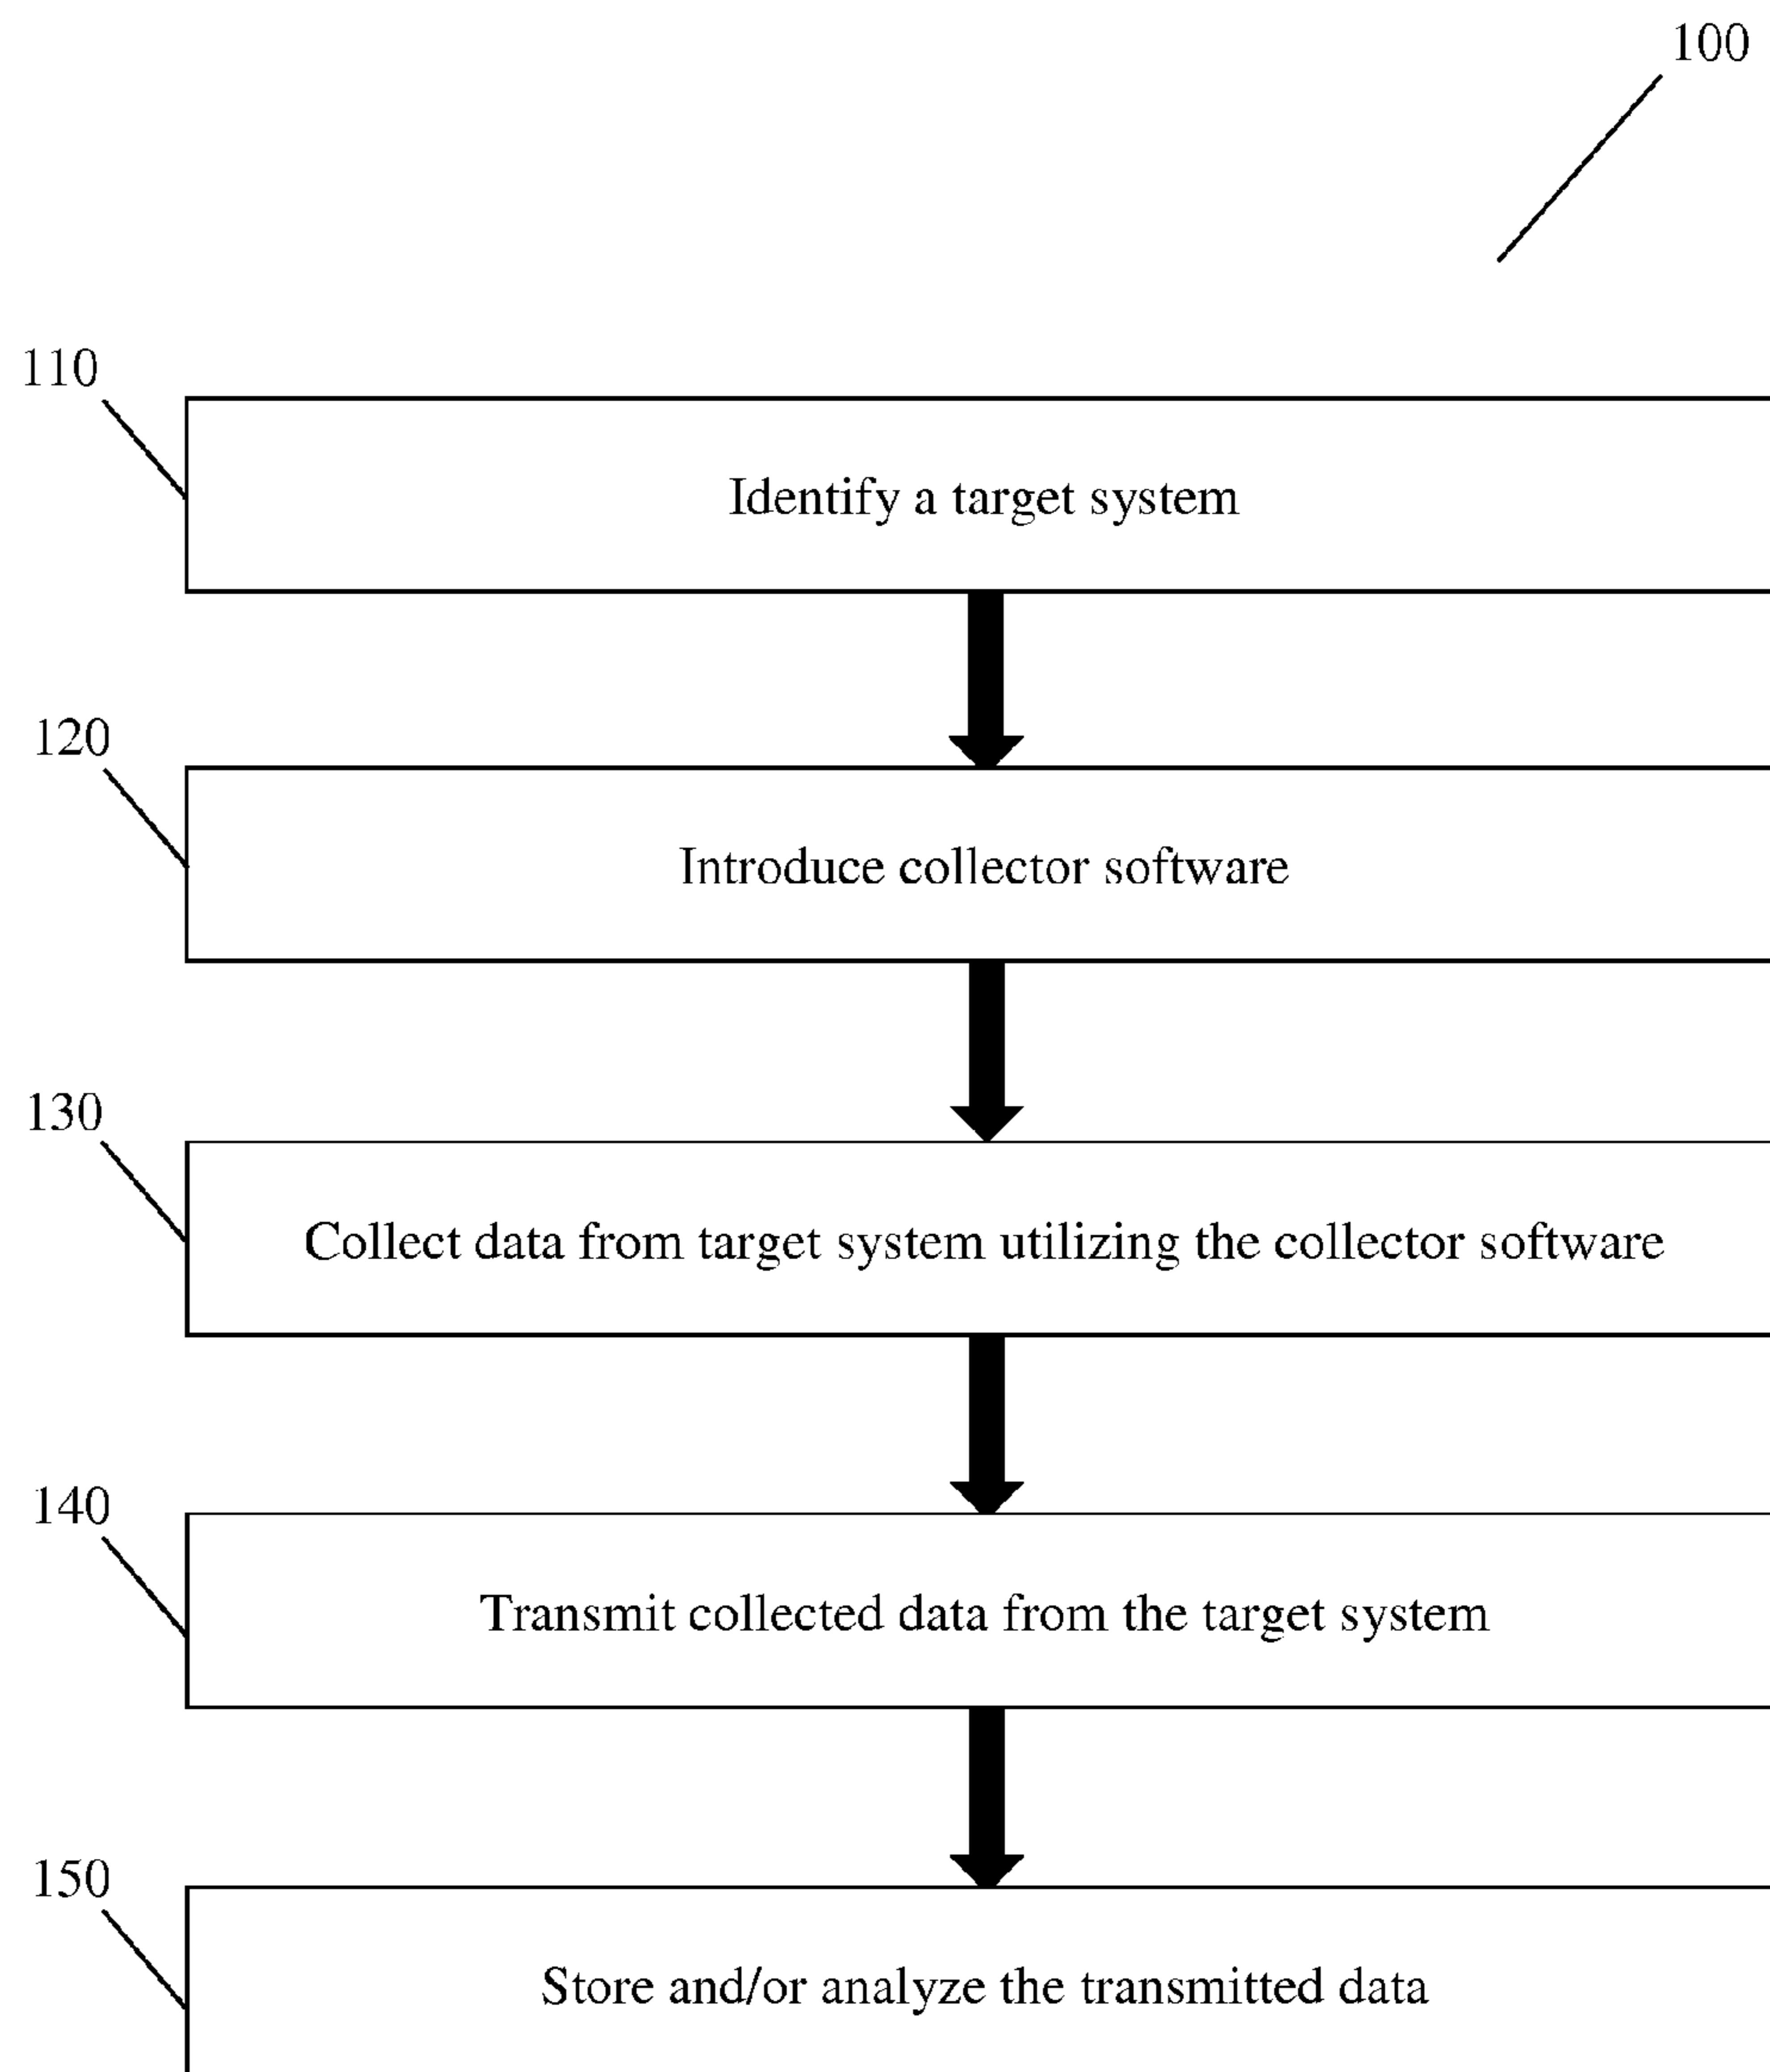 100
110
Identify a target system
120
Introduce collector software
130
Collect data from target system utilizing the collector software
140
Transmit collected data from the target system
150
Store and/or analyze the transmitted data